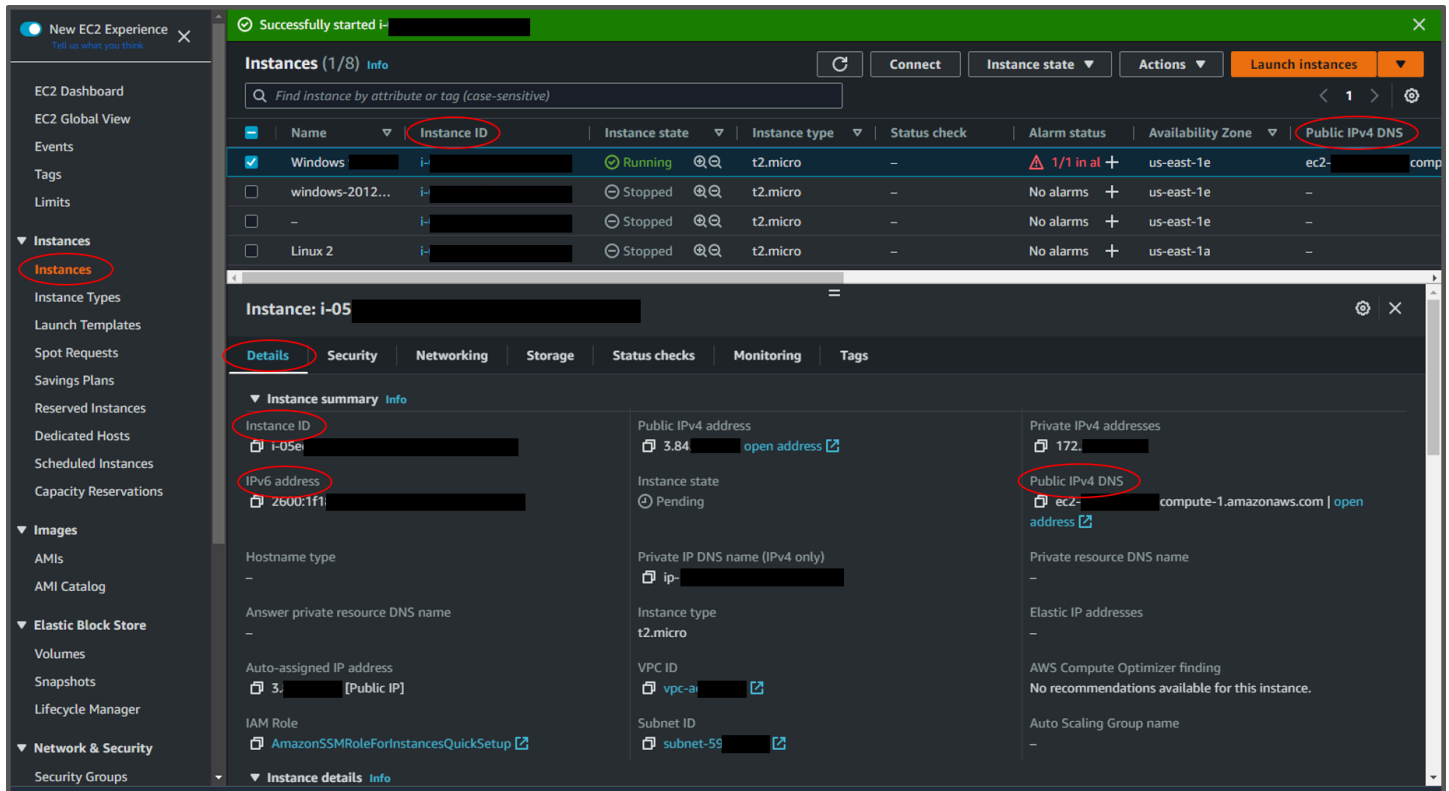 New EC2 Experience
Tell us what you think
EC2 Dashboard
EC2 Global View
Events
Tags
Limits
Instances
Instances
Instance Types
Launch Templates
Spot Requests
Savings Plans
Reserved Instances
Dedicated Hosts
Scheduled Instances
Capacity Reservations
Images
AMIs
AMI Catalog
Elastic Block Store
Volumes
Snapshots
Lifecycle Manager
Network & Security
Security Groups
Successfully started i-
Instances (1/8) Info
Connect Instance state Actions Launch instances
Find instance by attribute or tag (case-sensitive)
1
Name Instance ID Instance state Instance type Status check Alarm status Availability Zone Public IPv4 DNS
Windows i- Running t2.micro – 1/1 in al + us-east-1e ec2- comp
windows-2012... i- Stopped t2.micro – No alarms + us-east-1e –
– i- Stopped t2.micro – No alarms + us-east-1e –
Linux 2 i- Stopped t2.micro – No alarms + us-east-1a –
Instance: i-05
Details Security Networking Storage Status checks Monitoring Tags
Instance summary Info
Instance ID Public IPv4 address Private IPv4 addresses
i-05e 3.84 open address 172.
IPv6 address Instance state Public IPv4 DNS
2600:1f1 Pending ec2- compute-1.amazonaws.com | open
address
Hostname type Private IP DNS name (IPv4 only) Private resource DNS name
– ip- –
Answer private resource DNS name Instance type Elastic IP addresses
– t2.micro –
Auto-assigned IP address VPC ID AWS Compute Optimizer finding
3. [Public IP] vpc-a No recommendations available for this instance.
IAM Role Subnet ID Auto Scaling Group name
AmazonSSMRoleForInstancesQuickSetup subnet-59 –
Instance details Info